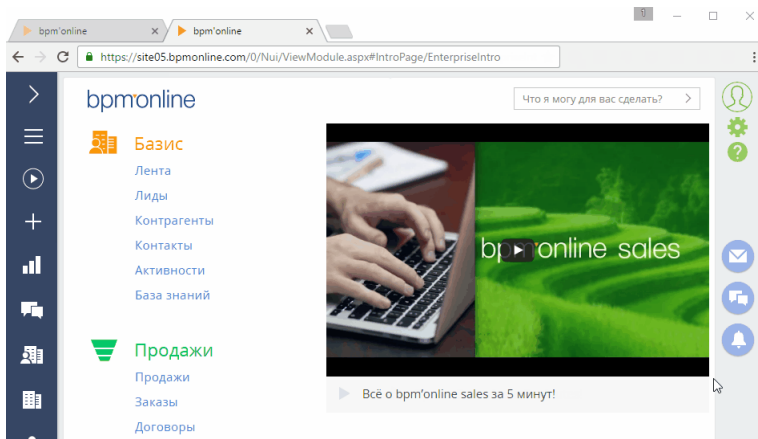 1
bpm'online × bpm'online ×
https://site05.bpmonline.com/0/Nui/ViewModule.aspx#IntroPage/EnterpriseIntro
bpm'online
Что я могу для вас сделать?
Базис
Лента
Лиды
Контрагенты
Контакты
Активности
База знаний
bpm'online sales
Продажи
Продажи
Заказы
Договоры
Всё о bpm'online sales за 5 минут!